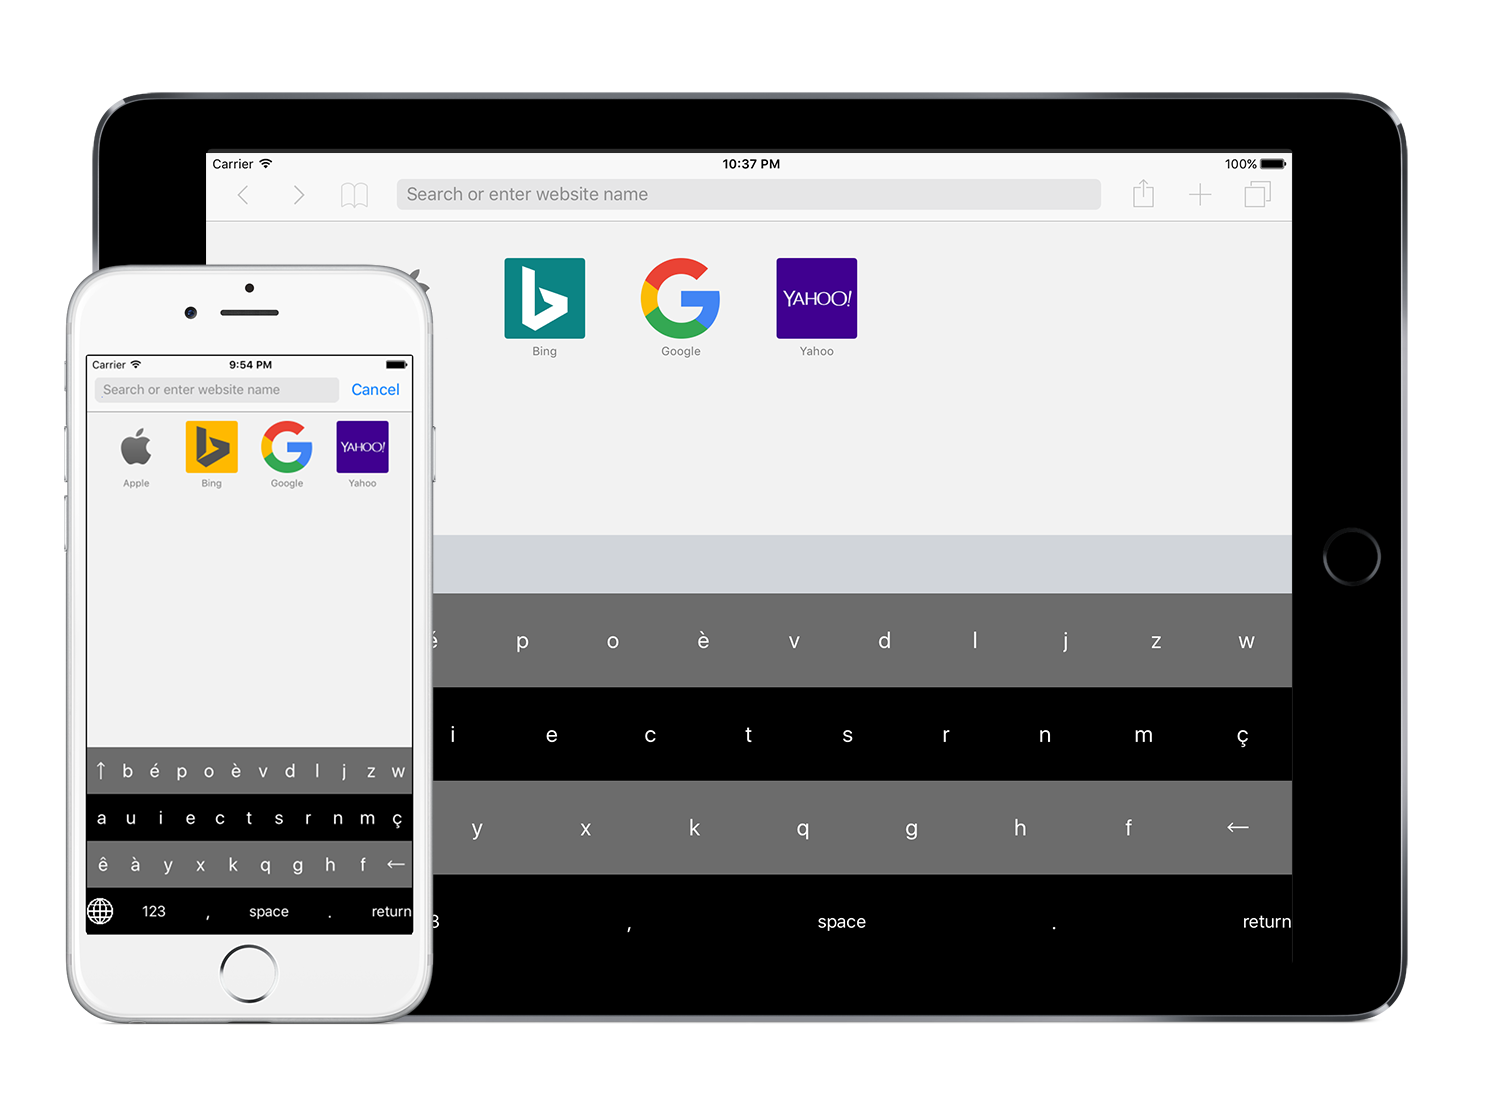 Carrier 10:37 PM 100%
Search or enter website name
YAHOO!
Bing Google Yahoo
é p o è v d l j z w
i e c t s r n m ç
y x k q g h f ←
3 , space . return
Carrier 9:54 PM
Search or enter website name Cancel
YAHOO!
Apple Bing Google Yahoo
↑ b é p o è v d l j z w
a u i e c t s r n m ç
ê à y x k q g h f ←
123 , space . return